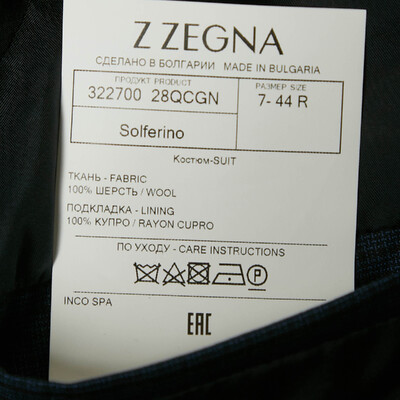 Z ZEGNA
СДЕЛАНО В БОЛГАРИИ MADE IN BULGARIA
ПРОДУКТ PRODUCT
РАЗМЕР SIZE
322700 28QCGN
7- 44 R
Solferino
Костюм-SUIT
ТКАНЬ - FABRIC
100% ШЕРСТЬ / WOOL
ПОДКЛАДКА - LINING
100% КУПРО / RAYON CUPRO
ПО УХОДУ - CARE INSTRUCTIONS
P
INCO SPA
EAC